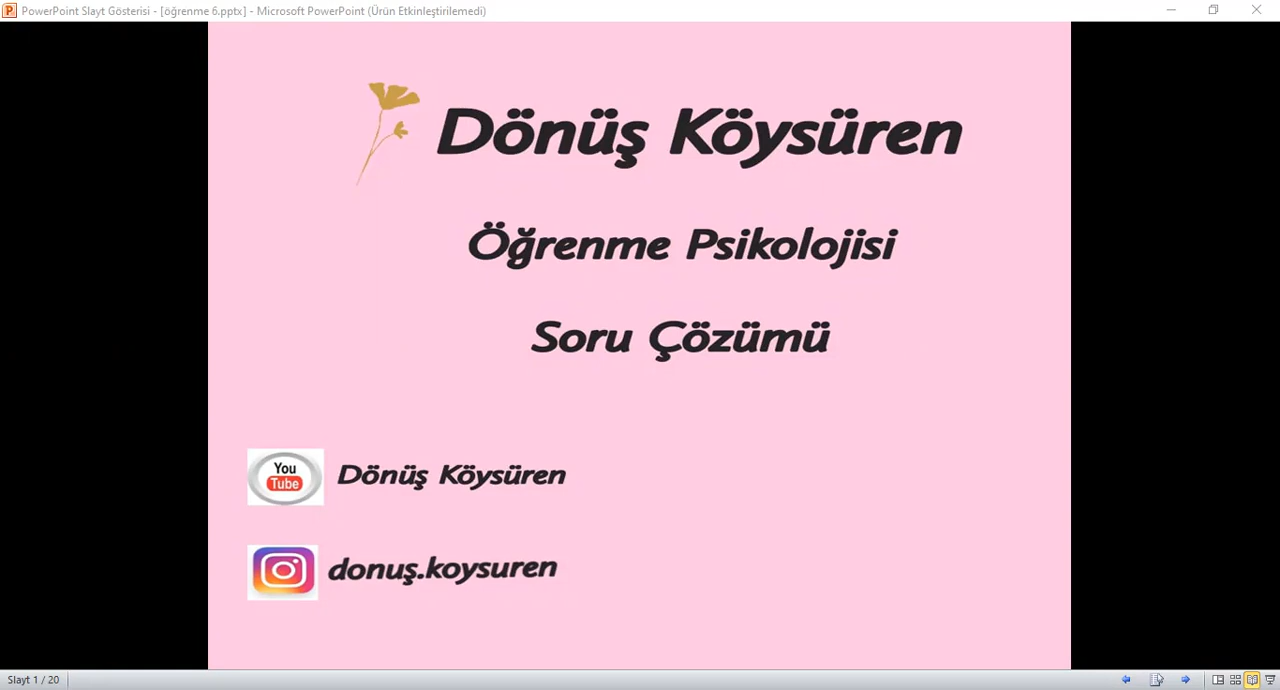 PowerPoint Slayt Gösterisi - [öğrenme 6.pptx] - Microsoft PowerPoint (Ürün Etkinleştirilemedi)
Dönüş Köysüren
Öğrenme Psikolojisi
Soru Çözümü
You
Tube
Dönüş Köysüren
donuş.koysuren
Slayt 1 / 20